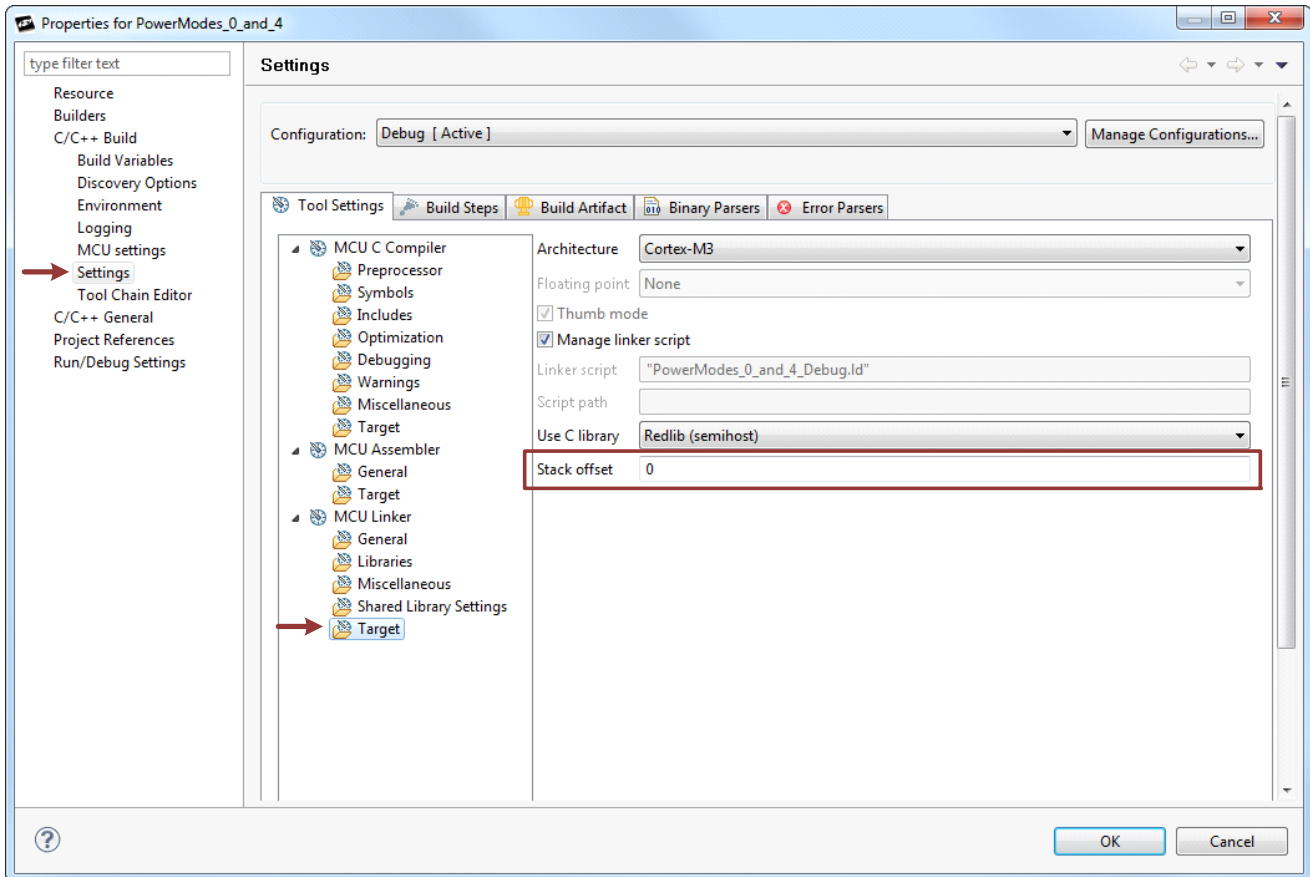 Properties for PowerModes_0_and_4
type filter text
Resource
Builders
C/C++ Build
Build Variables
Discovery Options
Environment
Logging
MCU settings
Settings
Tool Chain Editor
C/C++ General
Project References
Run/Debug Settings
Settings
Configuration: Debug [ Active ] Manage Configurations...
Tool Settings Build Steps Build Artifact Binary Parsers Error Parsers
MCU C Compiler
Preprocessor
Symbols
Includes
Optimization
Debugging
Warnings
Miscellaneous
Target
MCU Assembler
General
Target
MCU Linker
General
Libraries
Miscellaneous
Shared Library Settings
Target
Architecture Cortex-M3
Floating point None
Thumb mode
Manage linker script
Linker script "PowerModes_0_and_4_Debug.ld"
Script path
Use C library Redlib (semihost)
Stack offset 0
OK Cancel